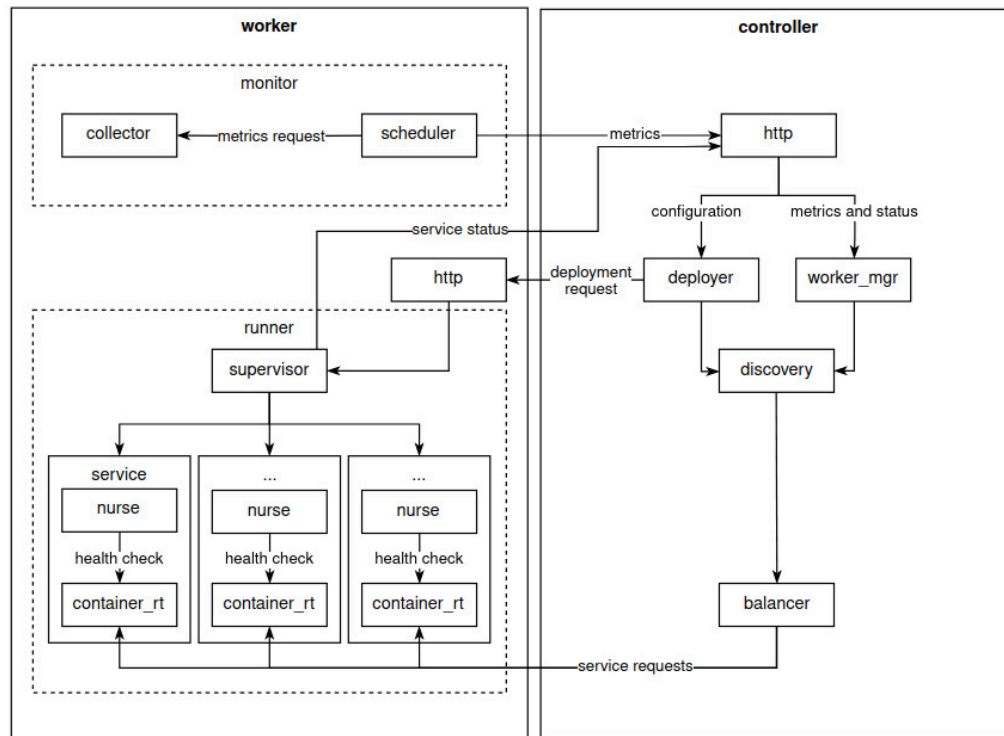 worker
controller
monitor
collector
metrics request
scheduler
metrics
http
configuration
metrics and status
service status
http
deployment
request
deployer
worker_mgr
runner
supervisor
discovery
service
...
...
nurse
nurse
nurse
health check
health check
health check
container_rt
container_rt
container_rt
balancer
service requests